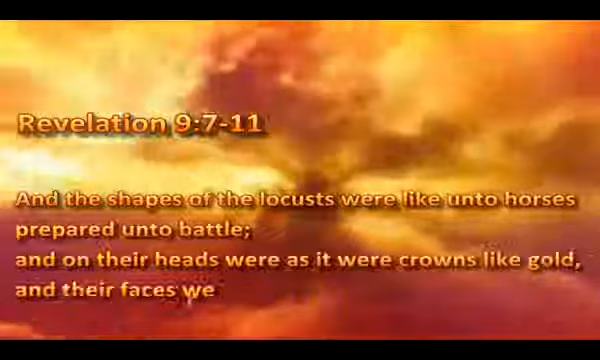 Revelation 9:7-11
And the shapes of the locusts were like unto horses
prepared unto battle;
and on their heads were as it were crowns like gold,
and their faces we